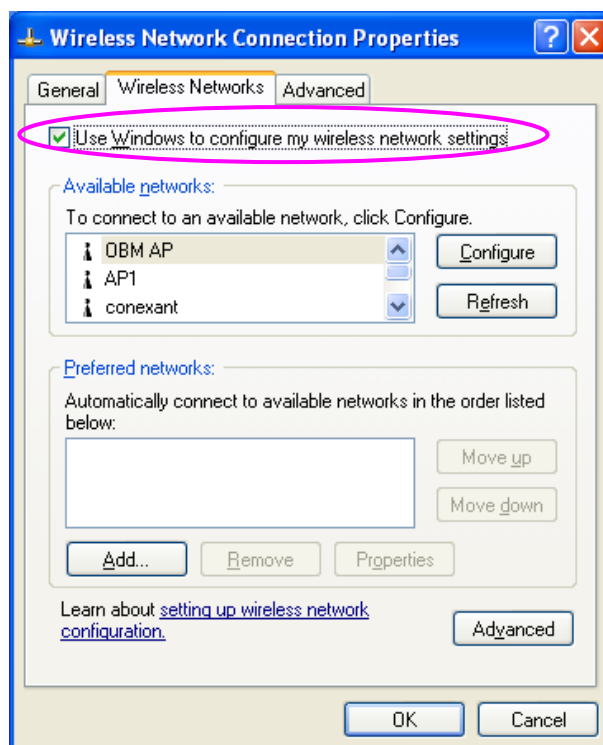 Wireless Network Connection Properties
General Wireless Networks Advanced
Use Windows to configure my wireless network settings
Available networks:
To connect to an available network, click Configure.
OBM AP
AP1
conexant
Configure
Refresh
Preferred networks:
Automatically connect to available networks in the order listed
below:
Move up
Move down
Add... Remove Properties
Learn about setting up wireless network
configuration.
Advanced
OK Cancel